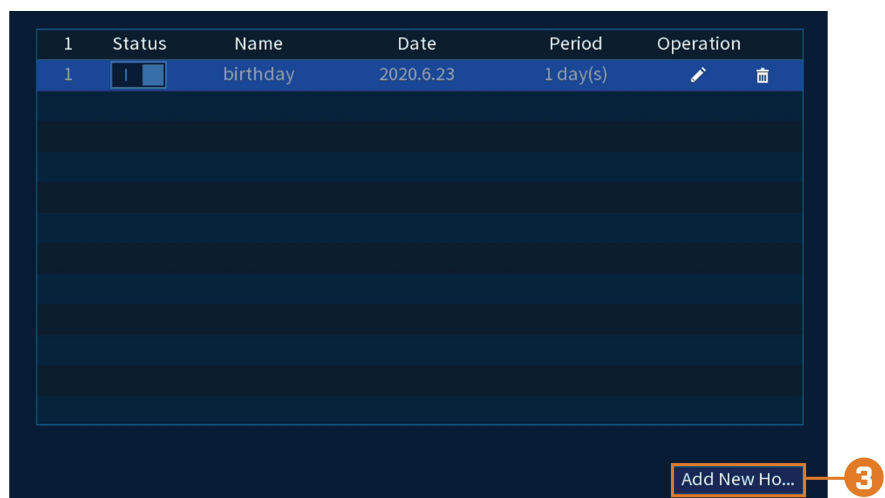 1 Status Name Date Period Operation
1 birthday 2020.6.23 1 day(s)
Add New Ho... 3